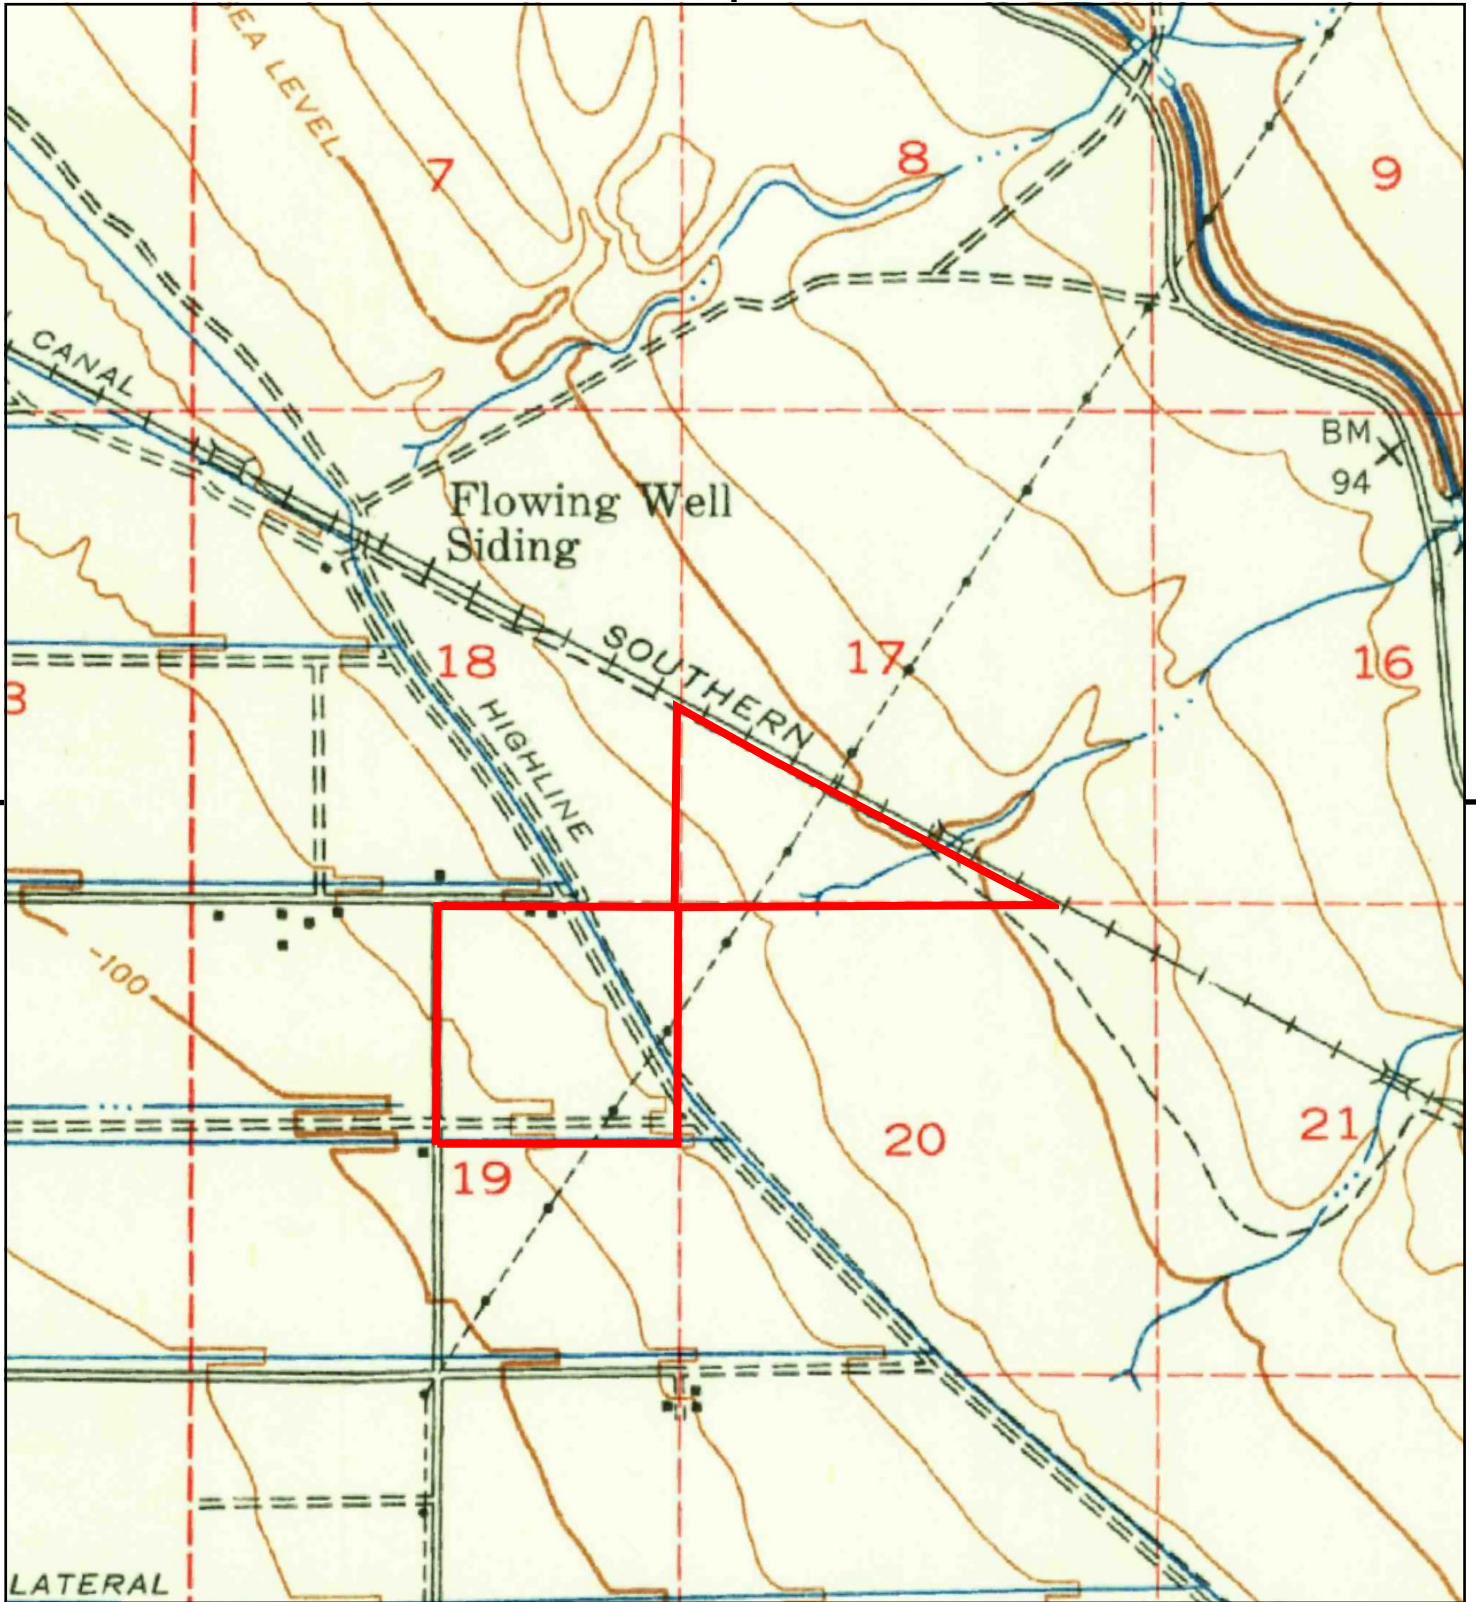 SEA LEVEL
7
8
9
CANAL
BM
94
Flowing Well
Siding
SOUTHERN
18
17
16
HIGHLINE
-100
20
21
19
LATERAL